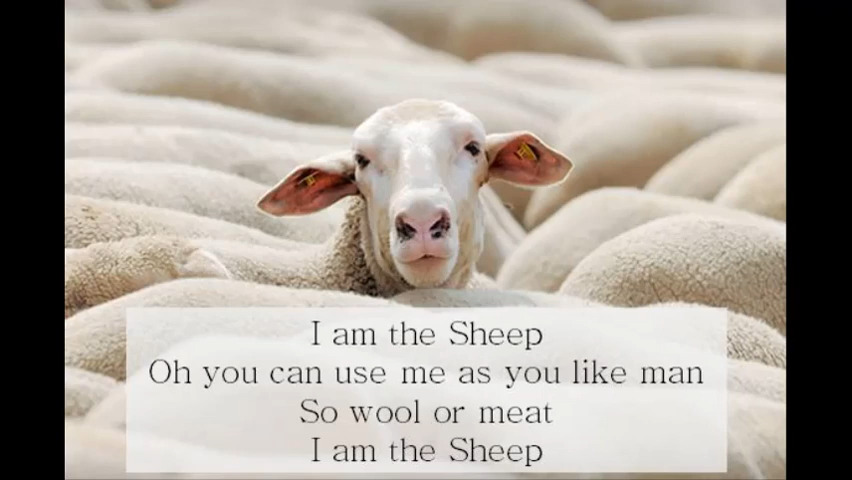 I am the Sheep
Oh you can use me as you like man
So wool or meat
I am the Sheep